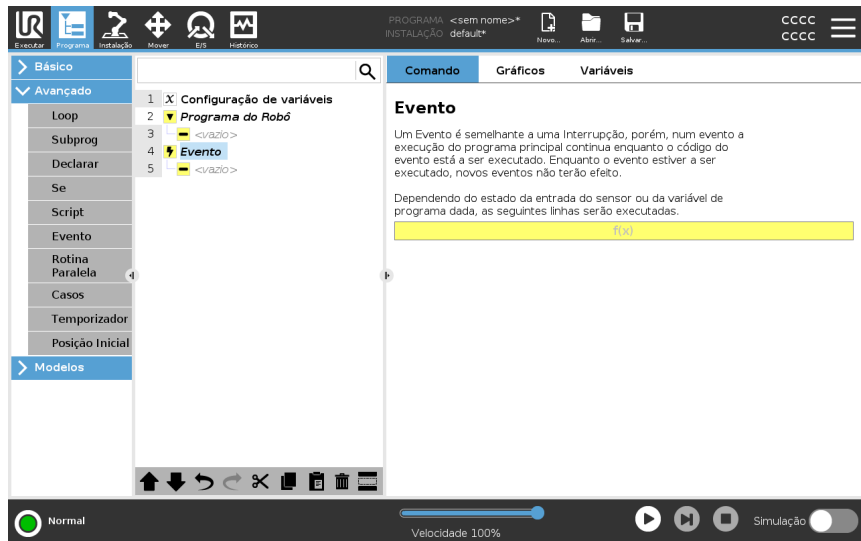 UR
PROGRAMA <sem nome>*
INSTALAÇÃO default*
Executar
Programa
Instalação
Mover
E/S
Histórico
Novo...
Abrir...
Salvar...
CCCC
CCCC
Básico
Avançado
Loop
Subprog
Declarar
Se
Script
Evento
Rotina
Paralela
Casos
Temporizador
Posição Inicial
Modelos
1 X Configuração de variáveis
2 Programa do Robô
3 <vazio>
4 Evento
5 <vazio>
Comando Gráficos Variáveis
Evento
Um Evento é semelhante a uma Interrupção, porém, num evento a
execução do programa principal continua enquanto o código do
evento está a ser executado. Enquanto o evento estiver a ser
executado, novos eventos não terão efeito.
Dependendo do estado da entrada do sensor ou da variável de
programa dada, as seguintes linhas serão executadas.
f(x)
Normal
Velocidade 100%
Simulação